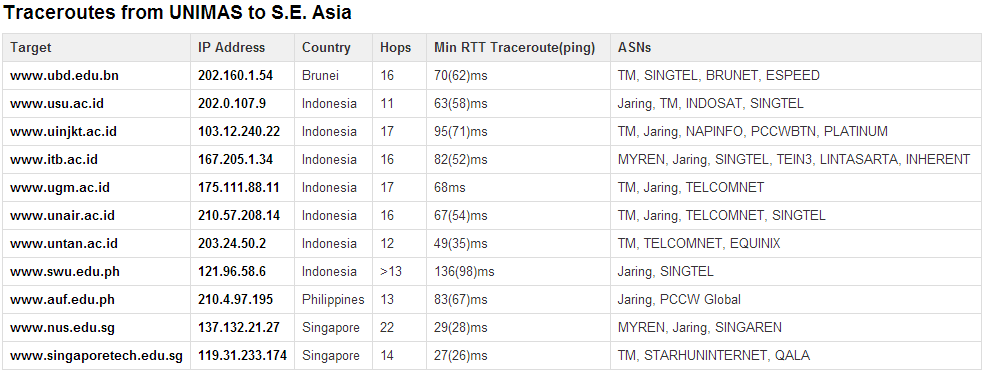 Traceroutes from UNIMAS to S.E. Asia
Target IP Address Country Hops Min RTT Traceroute(ping) ASNs
www.ubd.edu.bn 202.160.1.54 Brunei 16 70(62)ms TM, SINGTEL, BRUNET, ESPEED
www.usu.ac.id 202.0.107.9 Indonesia 11 63(58)ms Jaring, TM, INDOSAT, SINGTEL
www.uinjkt.ac.id 103.12.240.22 Indonesia 17 95(71)ms TM, Jaring, NAPINFO, PCCWBTN, PLATINUM
www.itb.ac.id 167.205.1.34 Indonesia 16 82(52)ms MYREN, Jaring, SINGTEL, TEIN3, LINTASARTA, INHERENT
www.ugm.ac.id 175.111.88.11 Indonesia 17 68ms TM, Jaring, TELCOMNET
www.unair.ac.id 210.57.208.14 Indonesia 16 67(54)ms TM, Jaring, TELCOMNET, SINGTEL
www.untan.ac.id 203.24.50.2 Indonesia 12 49(35)ms TM, TELCOMNET, EQUINIX
www.swu.edu.ph 121.96.58.6 Indonesia >13 136(98)ms Jaring, SINGTEL
www.auf.edu.ph 210.4.97.195 Philippines 13 83(67)ms Jaring, PCCW Global
www.nus.edu.sg 137.132.21.27 Singapore 22 29(28)ms MYREN, Jaring, SINGAREN
www.singaporetech.edu.sg 119.31.233.174 Singapore 14 27(26)ms TM, STARHUNINTERNET, QALA